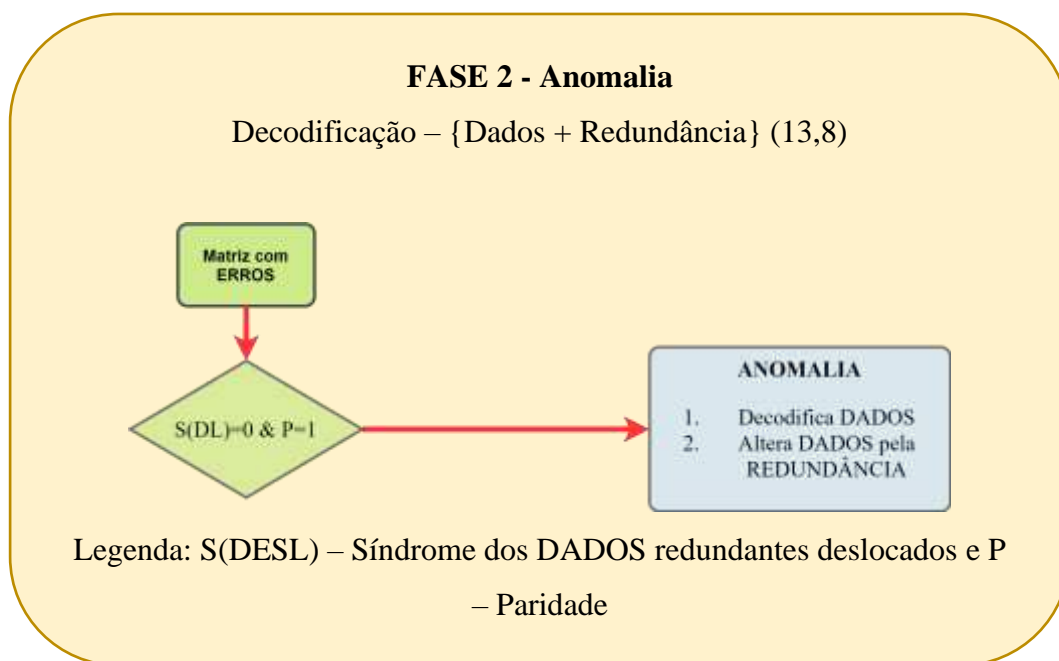 FASE 2 - Anomalia
Decodificação – {Dados + Redundância} (13,8)
Matriz com
ERROS
S(DL)=0 & P=1
ANOMALIA
1. Decodifica DADOS
2. Altera DADOS pela
REDUNDÂNCIA
Legenda: S(DESL) – Síndrome dos DADOS redundantes deslocados e P
– Paridade